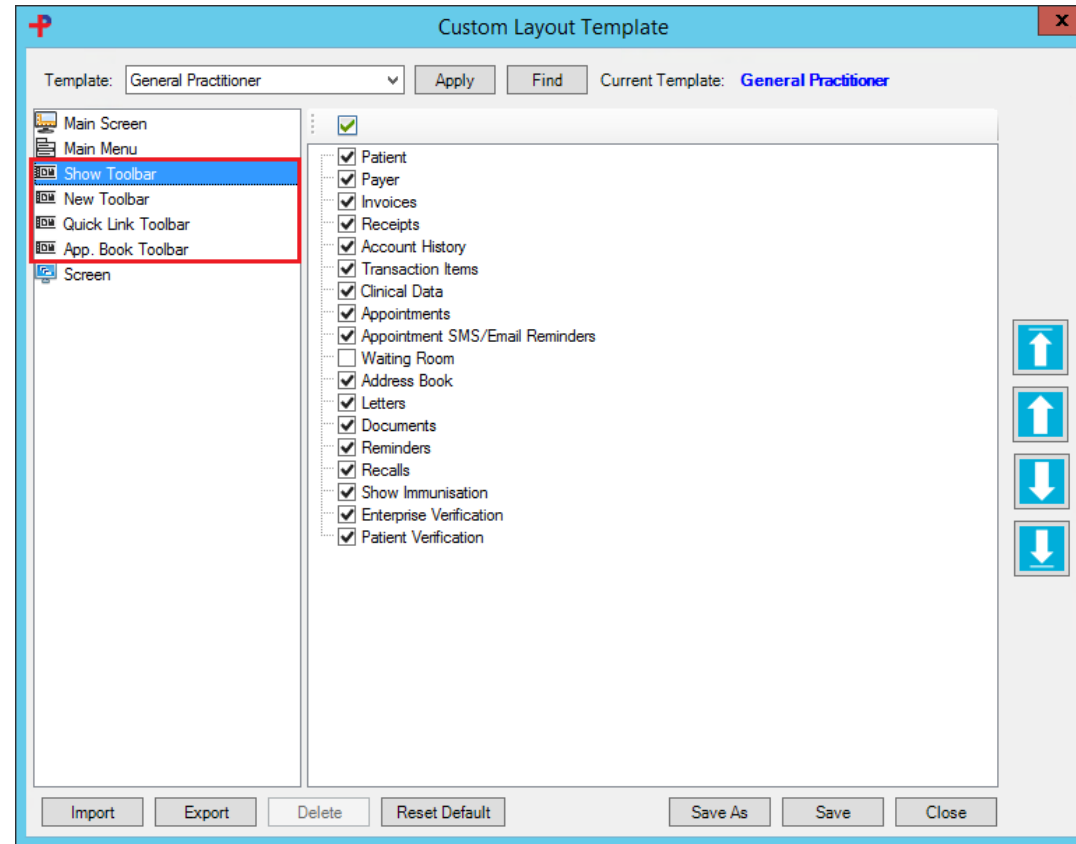 Custom Layout Template
x
Template: General Practitioner Apply Find Current Template: General Practitioner
Main Screen
Main Menu
Show Toolbar
New Toolbar
Quick Link Toolbar
App. Book Toolbar
Screen
Patient
Payer
Invoices
Receipts
Account History
Transaction Items
Clinical Data
Appointments
Appointment SMS/Email Reminders
Waiting Room
Address Book
Letters
Documents
Reminders
Recalls
Show Immunisation
Enterprise Verification
Patient Verification
Import Export Delete Reset Default Save As Save Close